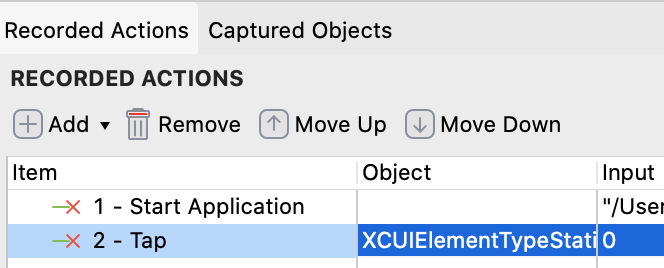 Recorded Actions Captured Objects
RECORDED ACTIONS
Add Remove Move Up Move Down
Item Object Input
1 - Start Application "/User
2 - Tap XCUIElementTypeStati 0